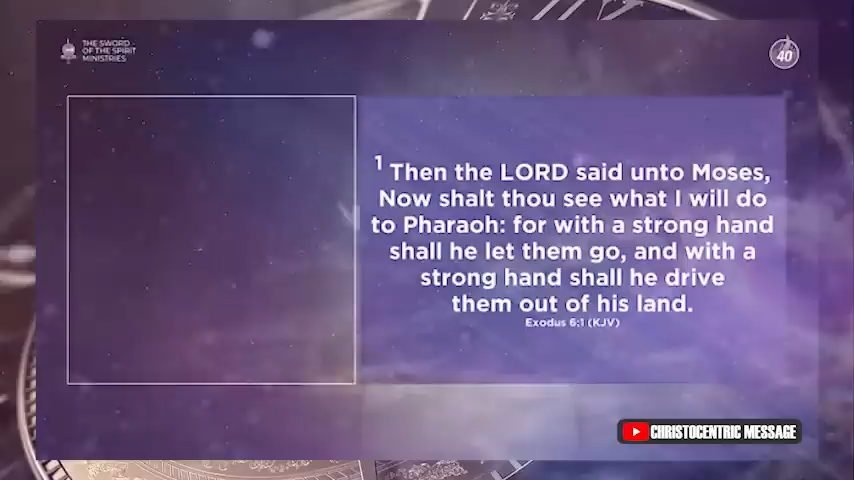 THE SWORD
OF THE SPIRIT
MINISTRIES
40
1 Then the LORD said unto Moses,
Now shalt thou see what I will do
to Pharaoh: for with a strong hand
shall he let them go, and with a
strong hand shall he drive
them out of his land.
Exodus 6:1 (KJV)
CHRISTOCENTRIC MESSAGE